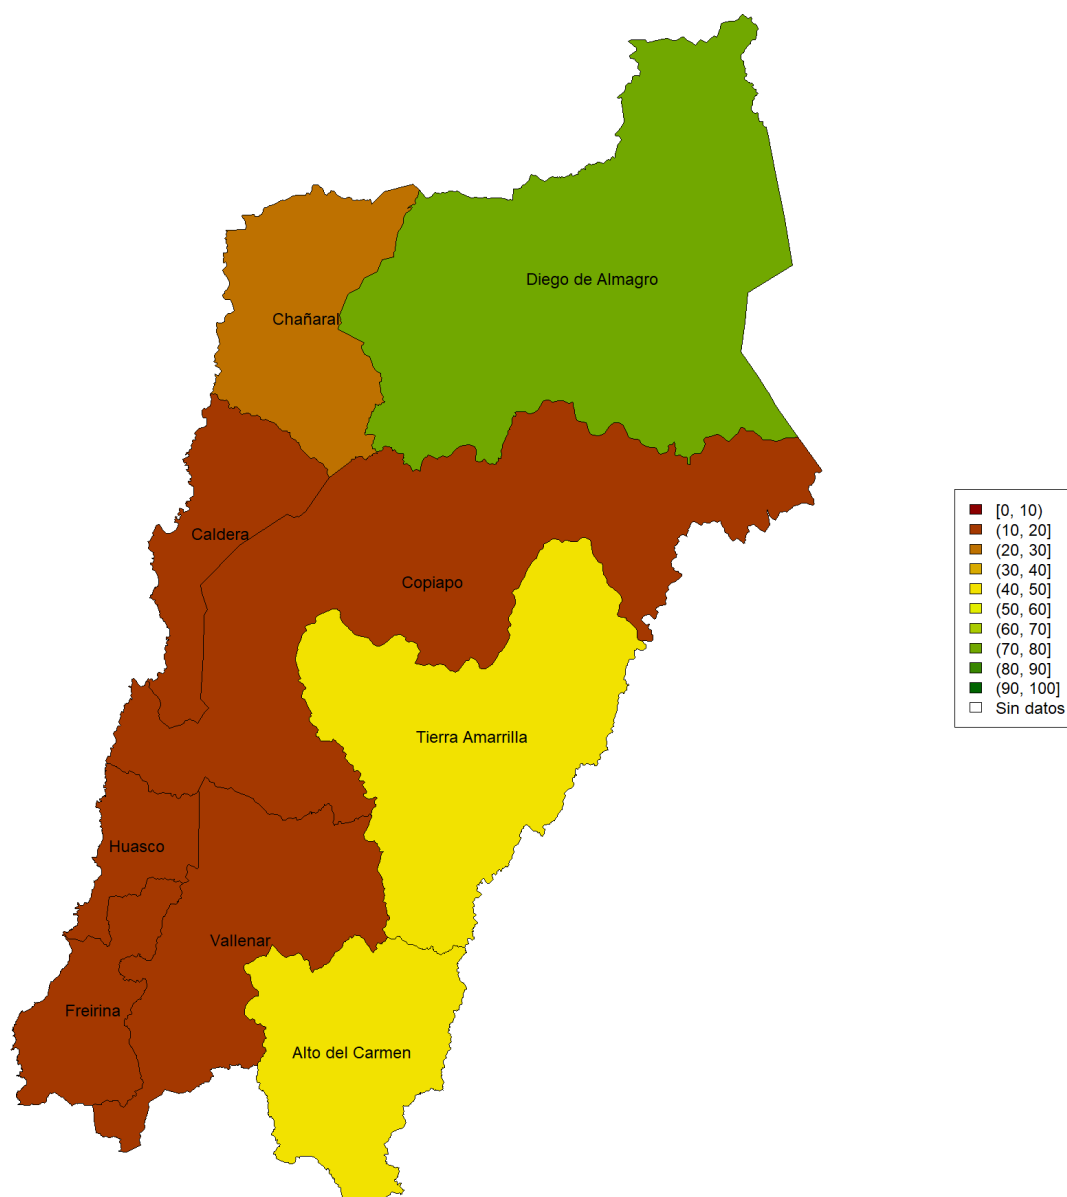 Diego de Almagro
Chañaral
Caldera
Copiapo
Tierra Amarrilla
Huasco
Vallenar
Freirina
Alto del Carmen
[0, 10)
(10, 20]
(20, 30]
(30, 40]
(40, 50]
(50, 60]
(60, 70]
(70, 80]
(80, 90]
(90, 100]
Sin datos